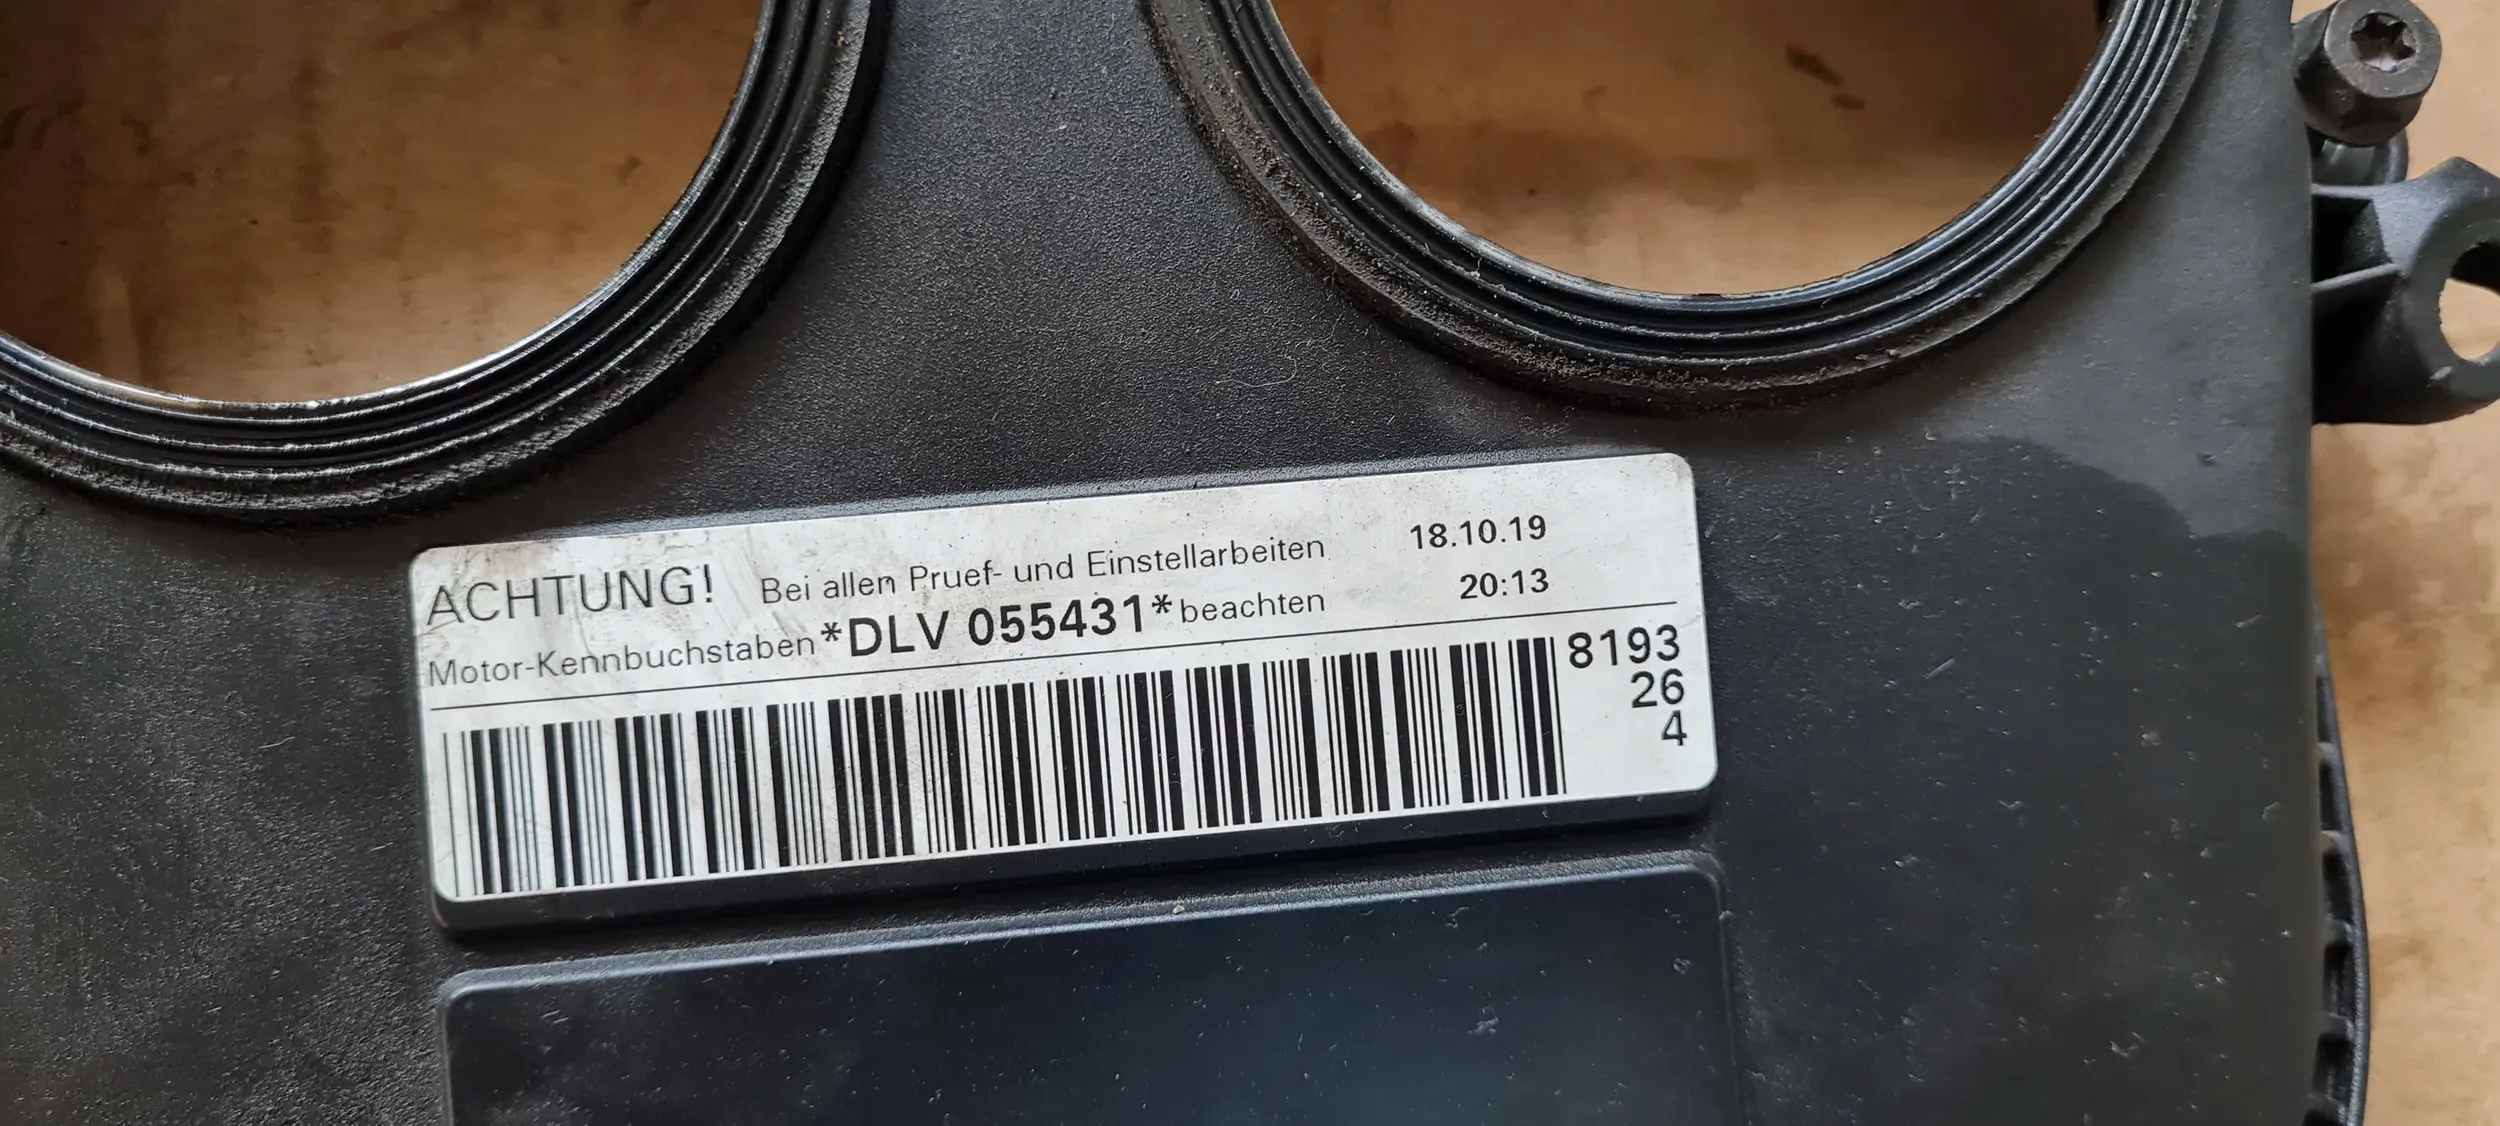 ACHTUNG! Bei allen Pruef- und Einstellarbeiten 18.10.19
Motor-Kennbuchstaben *DLV 055431* beachten 20:13
8193
26
4